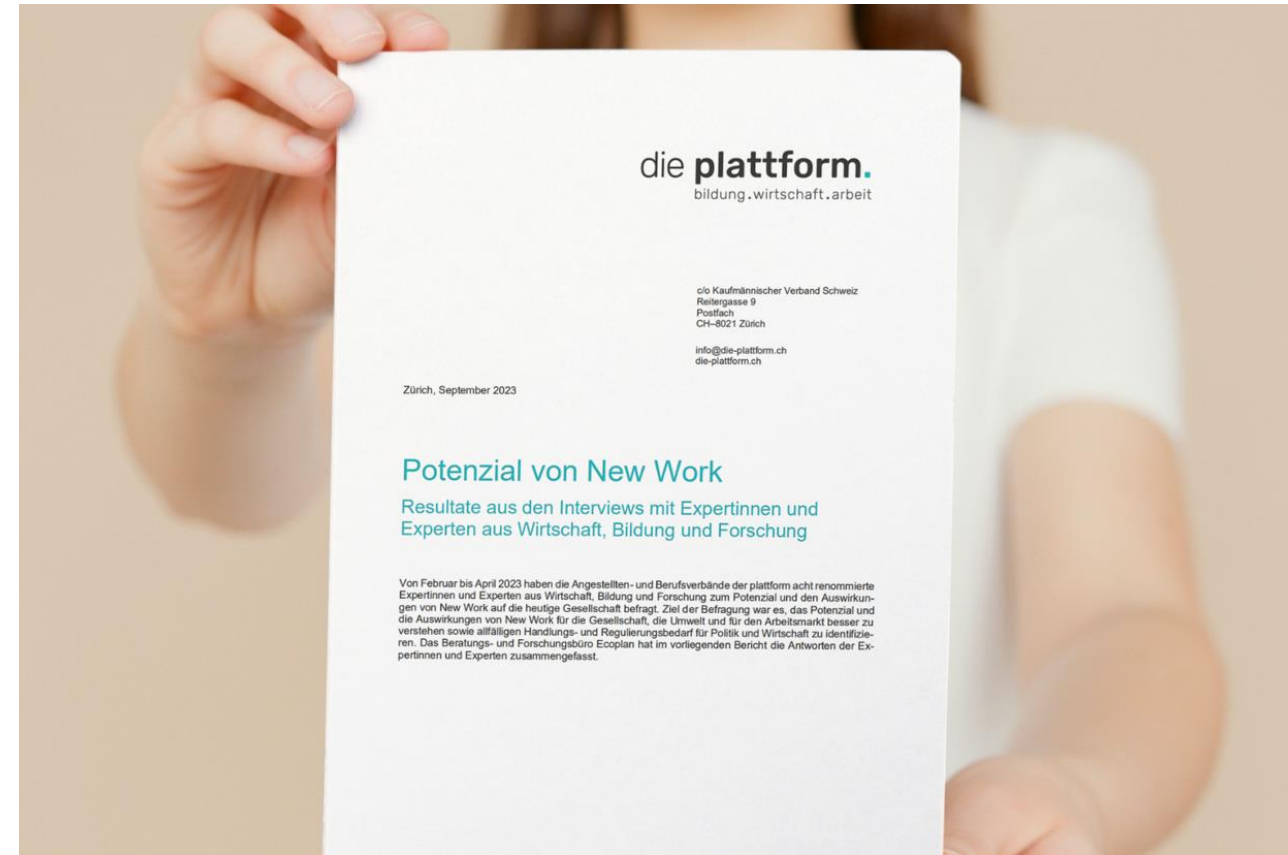 die plattform.
bildung.wirtschaft.arbeit
c/o Kaufmännischer Verband Schweiz
Reitergasse 9
Postfach
CH–8021 Zürich
info@die-plattform.ch
die-plattform.ch
Zürich, September 2023
Potenzial von New Work
Resultate aus den Interviews mit Expertinnen und
Experten aus Wirtschaft, Bildung und Forschung
Von Februar bis April 2023 haben die Angestellten- und Berufsverbände der plattform acht renommierte
Expertinnen und Experten aus Wirtschaft, Bildung und Forschung zum Potenzial und den Auswirkun-
gen von New Work auf die heutige Gesellschaft befragt. Ziel der Befragung war es, das Potenzial und
die Auswirkungen von New Work für die Gesellschaft, die Umwelt und für den Arbeitsmarkt besser zu
verstehen sowie allfälligen Handlungs- und Regulierungsbedarf für Politik und Wirtschaft zu identifizie-
ren. Das Beratungs- und Forschungsbüro Ecoplan hat im vorliegenden Bericht die Antworten der Ex-
pertinnen und Experten zusammengefasst.